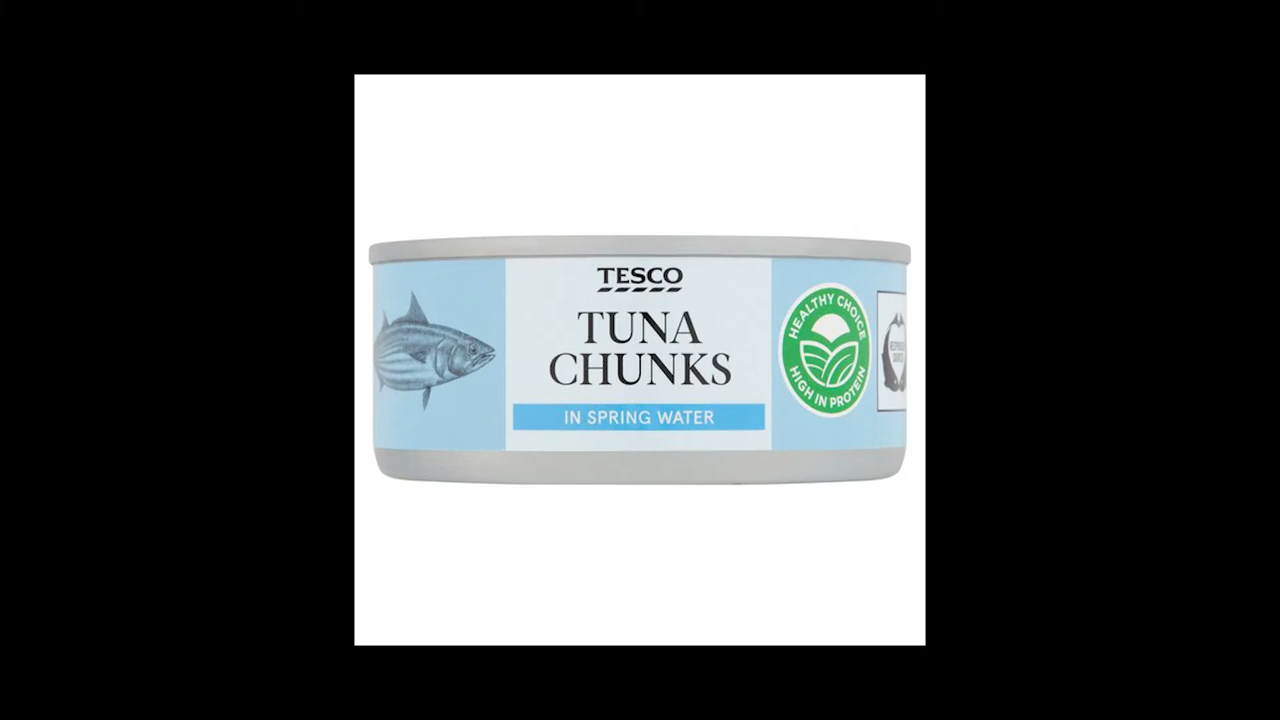 TESCO
TUNA
CHUNKS
IN SPRING WATER
HEALTHY CHOICE
HIGH IN PROTEIN